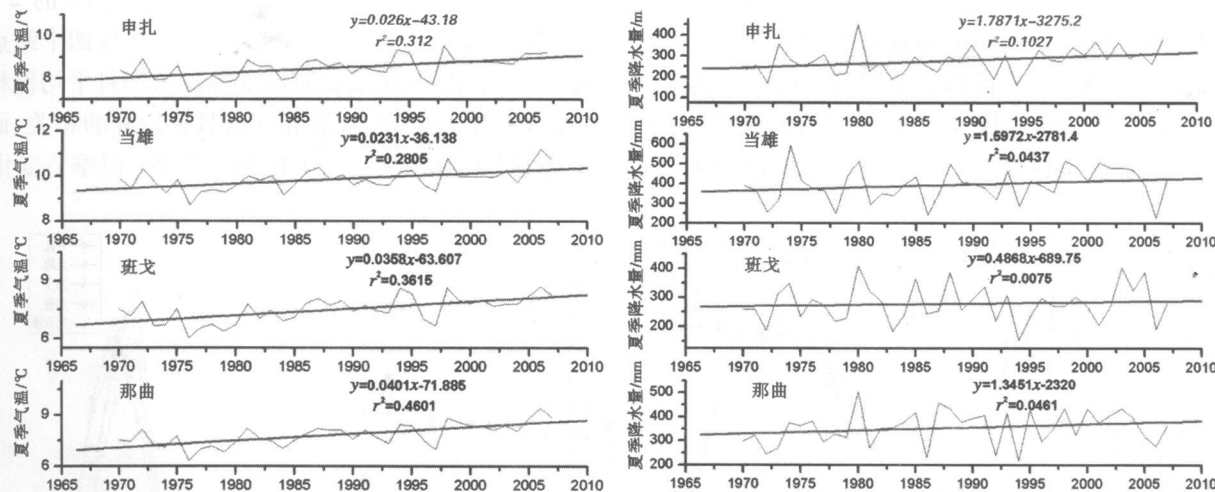 夏季气温/℃
申扎
y=0.026x-43.18
r²=0.312
10
8
1965 1970 1975 1980 1985 1990 1995 2000 2005 2010
夏季气温/℃
当雄
y=0.0231x-36.138
r²=0.2805
12
10
8
1965 1970 1975 1980 1985 1990 1995 2000 2005 2010
夏季气温/℃
班戈
y=0.0358x-63.607
r²=0.3615
9
6
1965 1970 1975 1980 1985 1990 1995 2000 2005 2010
夏季气温/℃
那曲
y=0.0401x-71.885
r²=0.4601
9
6
1965 1970 1975 1980 1985 1990 1995 2000 2005 2010
夏季降水量/m
申扎
y=1.7871x-3275.2
r²=0.1027
400
300
200
100
1965 1970 1975 1980 1985 1990 1995 2000 2005 2010
夏季降水量/mm
当雄
y=1.5972x-2781.4
r²=0.0437
600
500
400
300
200
1965 1970 1975 1980 1985 1990 1995 2000 2005 2010
夏季降水量/mm
班戈
y=0.4868x-689.75
r²=0.0075
400
300
200
1965 1970 1975 1980 1985 1990 1995 2000 2005 2010
夏季降水量/mm
那曲
y=1.3451x-2320
r²=0.0461
500
400
300
200
1965 1970 1975 1980 1985 1990 1995 2000 2005 2010